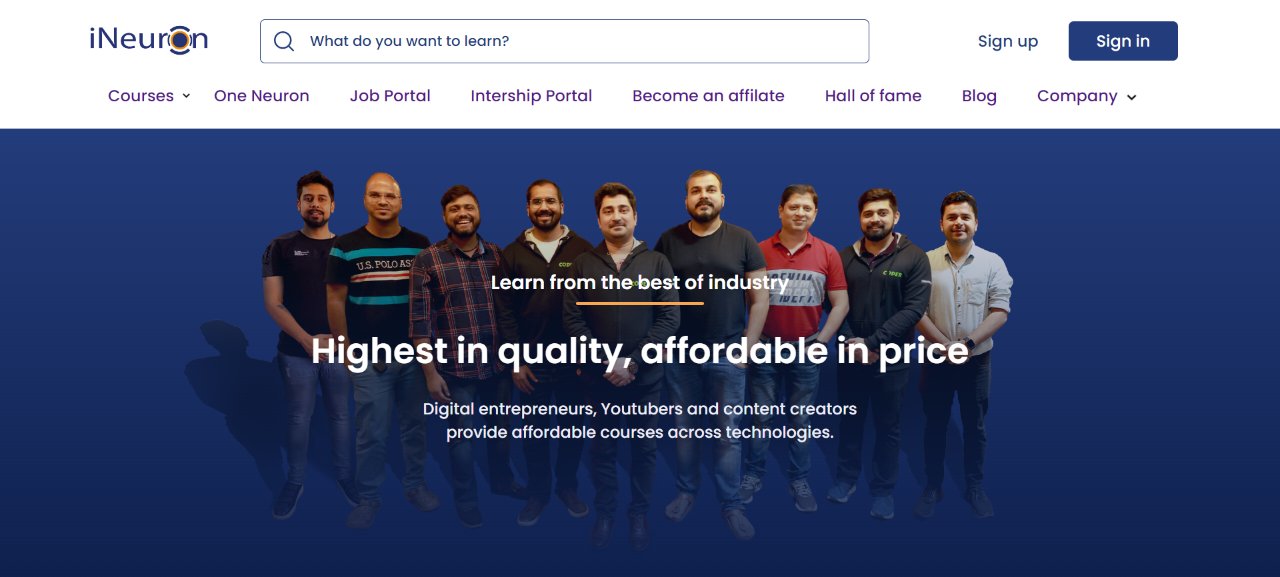 iNeuron
What do you want to learn?
Sign up
Sign in
Courses
One Neuron
Job Portal
Intership Portal
Become an affilate
Hall of fame
Blog
Company
U.S. POLO AS
CODER
Learn from the best of industry
Highest in quality, affordable in price
Digital entrepreneurs, Youtubers and content creators
provide affordable courses across technologies.